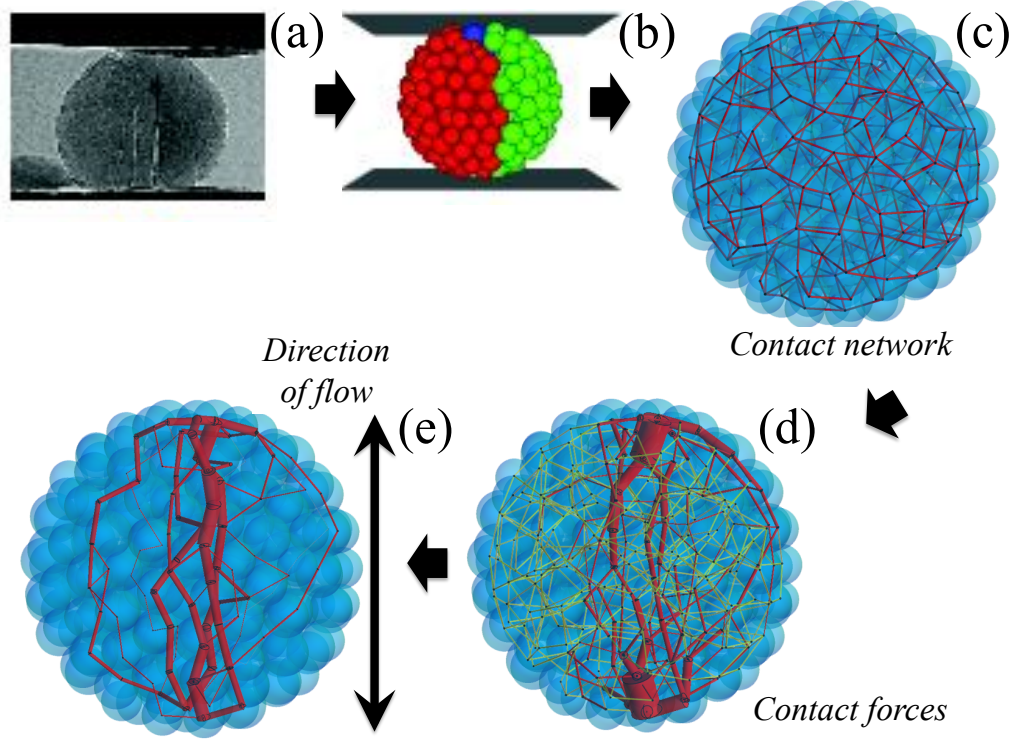 (a)
(b)
(c)
Contact network
Direction
of flow
(e)
(d)
Contact forces